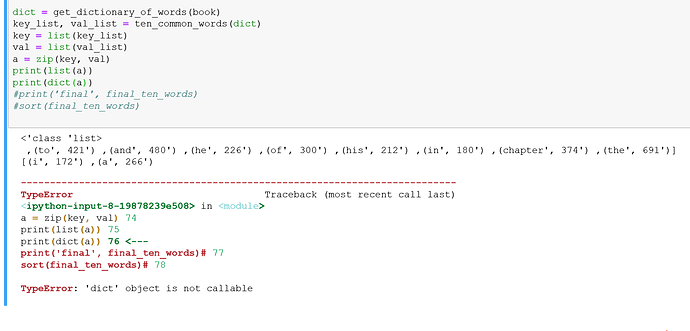 dict = get_dictionary_of_words(book)
key_list, val_list = ten_common_words(dict)
key = list(key_list)
val = list(val_list)
a = zip(key, val)
print(list(a))
print(dict(a))
#print('final', final_ten_words)
#sort(final_ten_words)
<'class 'list>
,(to', 421') ,(and', 480') ,(he', 226') ,(of', 300') ,(his', 212') ,(in', 180') ,(chapter', 374') ,(the', 691')]
[(i', 172') ,(a', 266')
---------------------------------------------------------------------------
TypeError Traceback (most recent call last)
<ipython-input-8-19878239e508> in <module>
a = zip(key, val) 74
print(list(a)) 75
print(dict(a)) 76 <---
print('final', final_ten_words)# 77
sort(final_ten_words)# 78
TypeError: 'dict' object is not callable